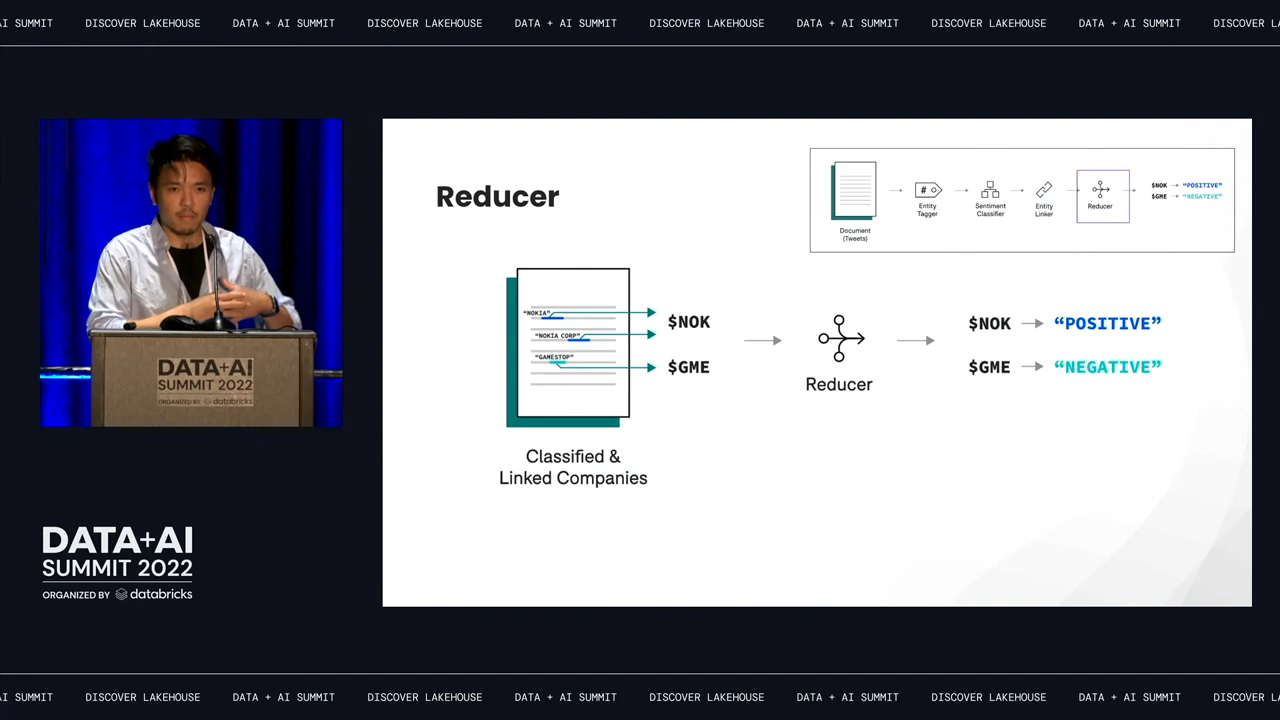 AI SUMMIT DISCOVER LAKEHOUSE DATA + AI SUMMIT DISCOVER LAKEHOUSE DATA + AI SUMMIT DISCOVER LAKEHOUSE DATA + AI SUMMIT DISCOVER LAKEHOUSE DATA + AI SUMMIT DISCOVER
Reducer
Document
(Tweets)
#
Entity
Tagger
Sentiment
Classifier
Entity
Linker
Reducer
$NOK "POSITIVE"
$GME "NEGATIVE"
"NOKIA"
"NOKIA CORP"
"GAMESTOP"
$NOK
$GME
Reducer
$NOK “POSITIVE”
$GME “NEGATIVE”
Classified &
Linked Companies
DATA+AI
SUMMIT 2022
ORGANIZED BY databricks
DATA+AI
SUMMIT 2022
ORGANIZED BY databricks
AI SUMMIT DISCOVER LAKEHOUSE DATA + AI SUMMIT DISCOVER LAKEHOUSE DATA + AI SUMMIT DISCOVER LAKEHOUSE DATA + AI SUMMIT DISCOVER LAKEHOUSE DATA + AI SUMMIT DISCOVER